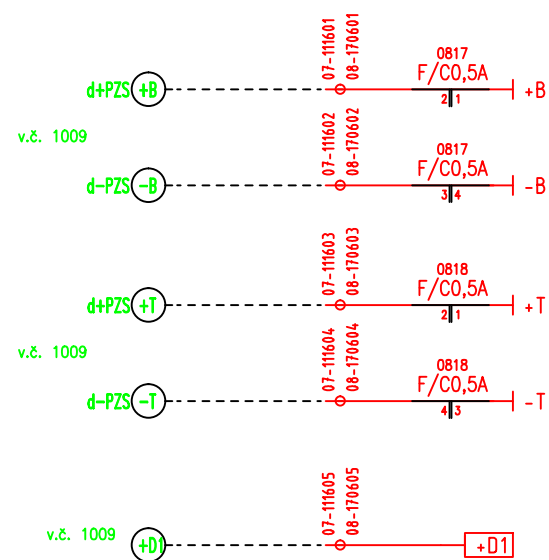 07-111601
08-170601
0817
F/C0,5A
d+PZS +B
2 1
+B
v.č. 1009
07-111602
08-170602
0817
F/C0,5A
d-PZS -B
3 4
-B
07-111603
08-170603
0818
F/C0,5A
d+PZS +T
2 1
+T
v.č. 1009
07-111604
08-170604
0818
F/C0,5A
d-PZS -T
4 3
-T
07-111605
08-170605
v.č. 1009
+D1
+D1